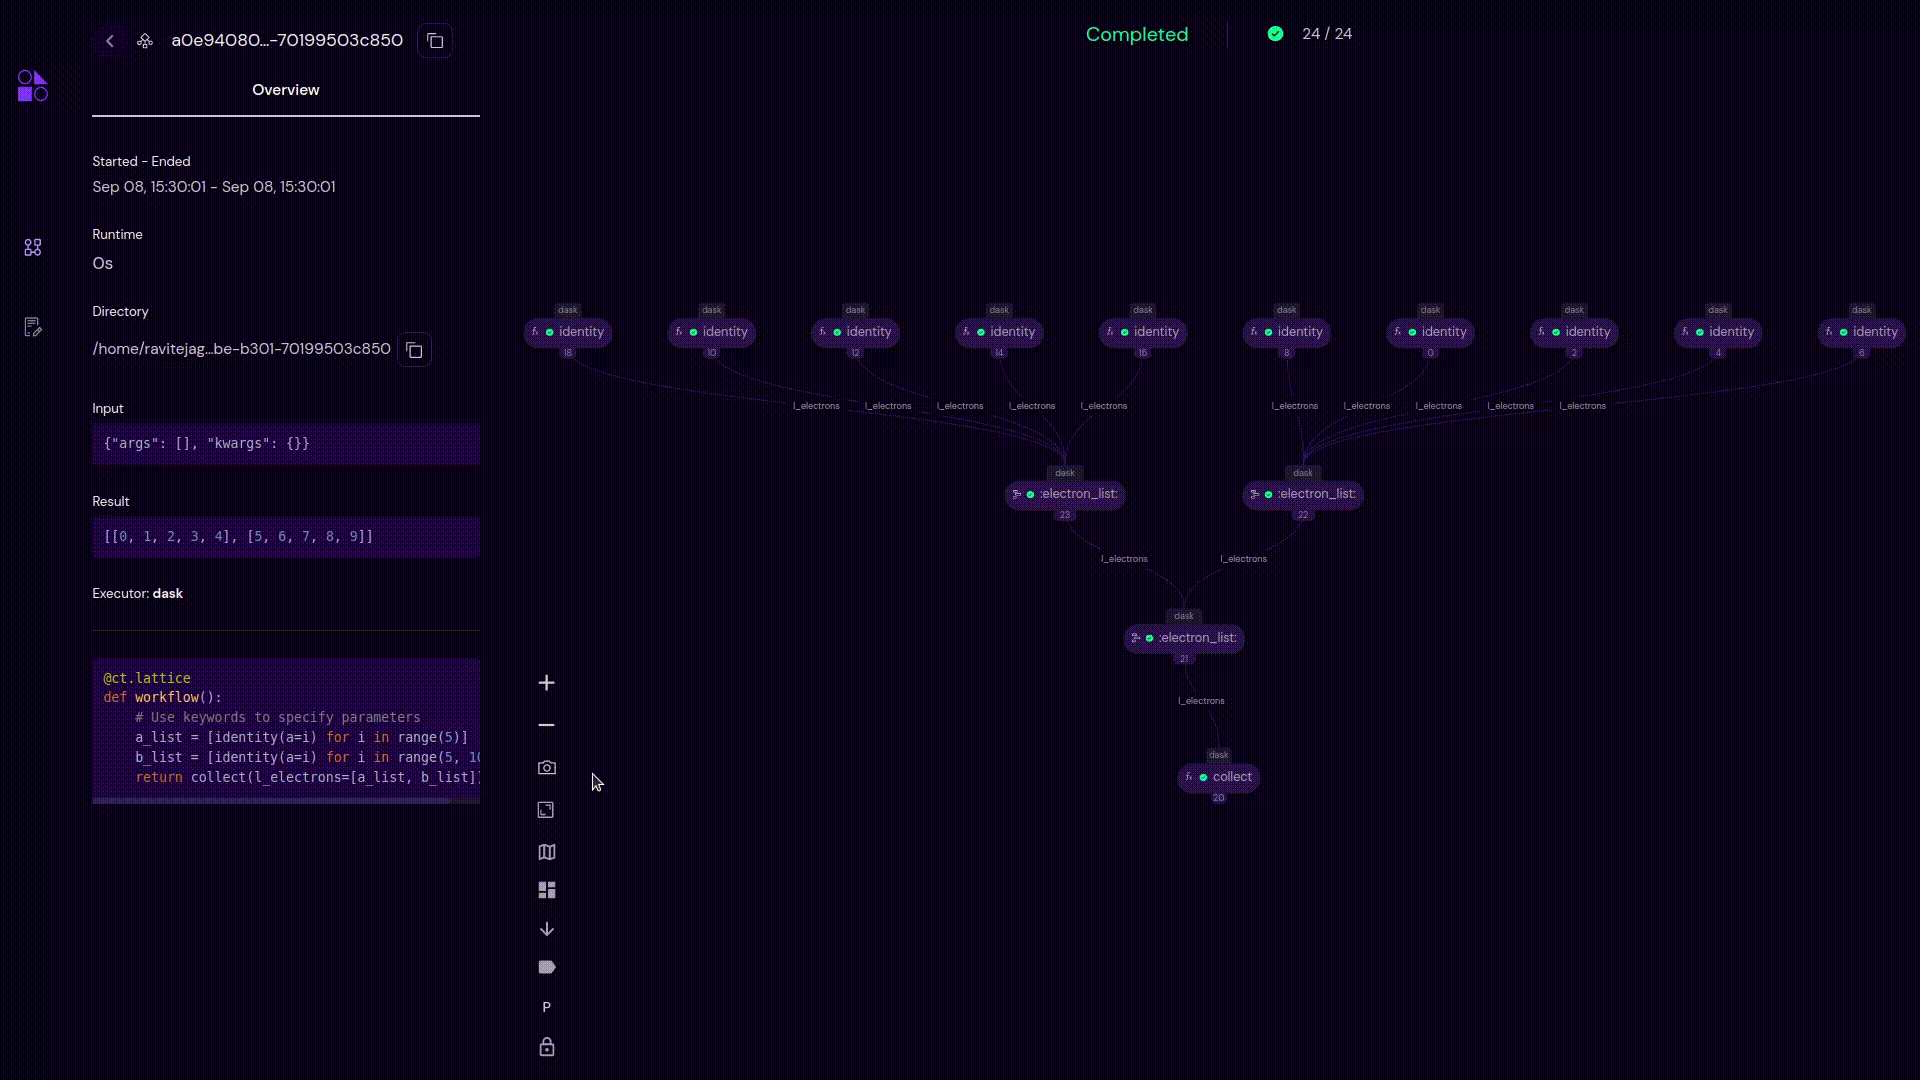 a0e94080...-70199503c850
Completed
24 / 24
Overview
Started - Ended
Sep 08, 15:30:01 - Sep 08, 15:30:01
Runtime
0s
Directory
/home/ravitejag...be-b301-70199503c850
Input
{"args": [], "kwargs": {}}
Result
[[0, 1, 2, 3, 4], [5, 6, 7, 8, 9]]
Executor: dask
@ct.lattice
def workflow():
# Use keywords to specify parameters
a_list = [identity(a=i) for i in range(5)]
b_list = [identity(a=i) for i in range(5, 10
return collect(l_electrons=[a_list, b_list])
dask dask dask dask dask dask dask dask dask dask
identity identity identity identity identity identity identity identity identity identity
18 10 12 14 16 8 0 2 4 6
l_electrons l_electrons l_electrons l_electrons l_electrons l_electrons l_electrons l_electrons l_electrons l_electrons
dask dask
:electron_list: :electron_list:
23 22
l_electrons l_electrons
dask
:electron_list:
21
l_electrons
dask
collect
20
P